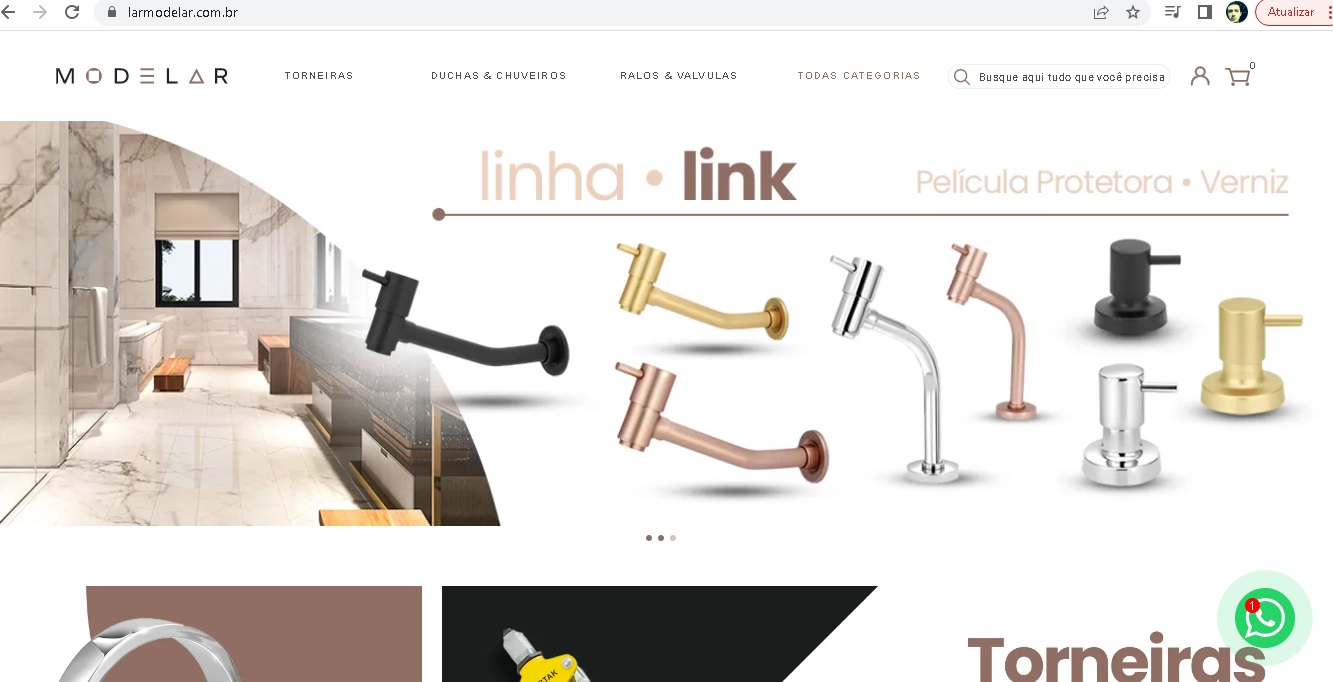 larmodelar.com.br
Atualizar
MODELAR
TORNEIRAS
DUCHAS & CHUVEIROS
RALOS & VALVULAS
TODAS CATEGORIAS
Busque aqui tudo que você precisa
0
linha • link
Película Protetora • Verniz
1
Torneiras